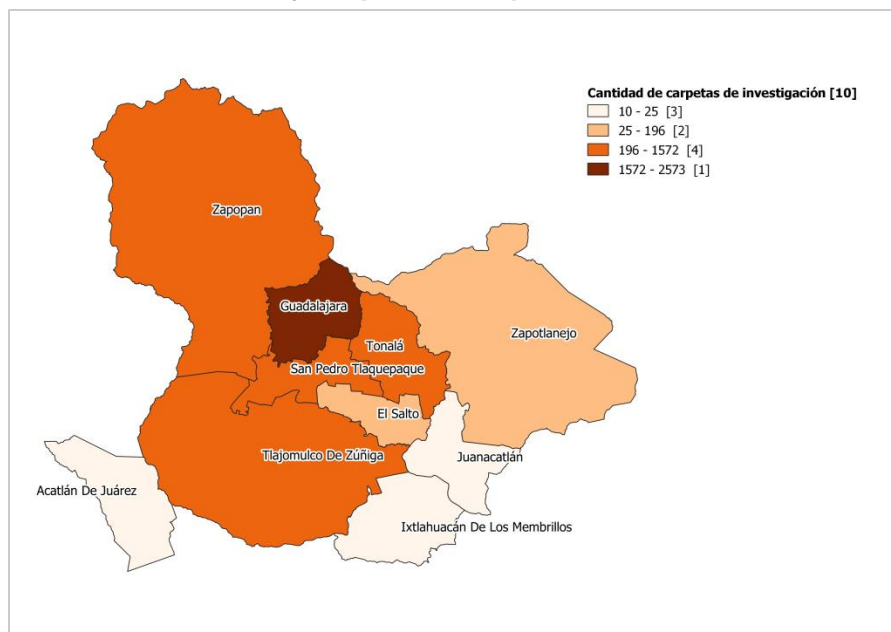 Cantidad de carpetas de investigación [10]
10 - 25 [3]
25 - 196 [2]
196 - 1572 [4]
1572 - 2573 [1]
Zapopan
Guadalajara
Zapotlanejo
Tonalá
San Pedro Tlaquepaque
El Salto
Tlajomulco De Zúñiga
Juanacatlán
Acatlán De Juárez
Ixtlahuacán De Los Membrillos